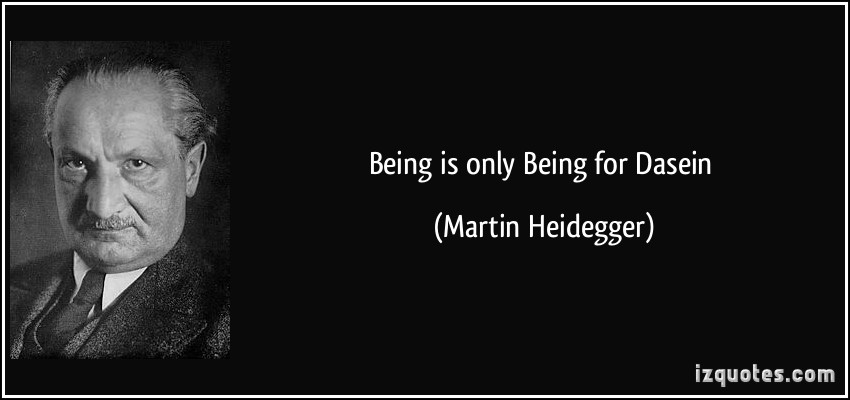 Being is only Being for Dasein
(Martin Heidegger)
izquotes.com